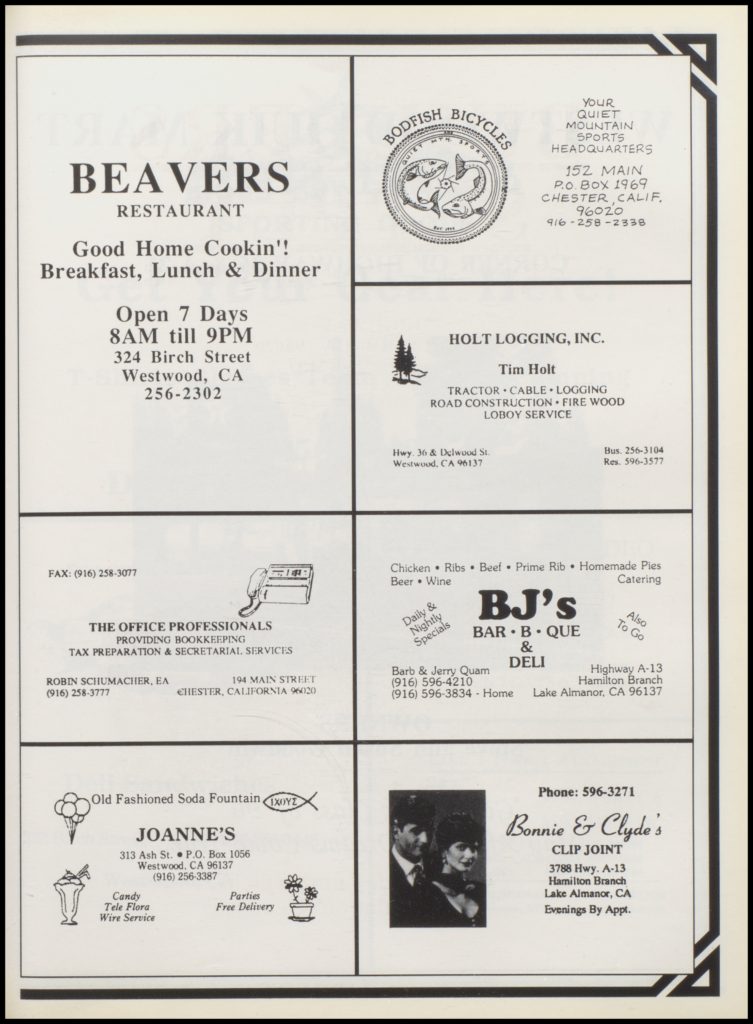 BEAVERS
RESTAURANT
Good Home Cookin'!
Breakfast, Lunch & Dinner
Open 7 Days
8AM till 9PM
324 Birch Street
Westwood, CA
256-2302
BODFISH BICYCLES
QUIET MTN. SPORTS
YOUR
QUIET
MOUNTAIN
SPORTS
HEADQUARTERS
152 MAIN
P.O. BOX 1969
CHESTER, CALIF.
96020
916-258-2338
HOLT LOGGING, INC.
Tim Holt
TRACTOR • CABLE • LOGGING
ROAD CONSTRUCTION • FIRE WOOD
LOBOY SERVICE
Hwy. 36 & Delwood St. Bus. 256-3104
Westwood, CA 96137 Res. 596-3577
FAX: (916) 258-3077
THE OFFICE PROFESSIONALS
PROVIDING BOOKKEEPING
TAX PREPARATION & SECRETARIAL SERVICES
ROBIN SCHUMACHER, EA 194 MAIN STREET
(916) 258-3777 CHESTER, CALIFORNIA 96020
Chicken • Ribs • Beef • Prime Rib • Homemade Pies
Beer • Wine Catering
Daily &
Nightly
Specials
BJ's
Also
To Go
BAR • B • QUE
&
DELI
Barb & Jerry Quam Highway A-13
(916) 596-4210 Hamilton Branch
(916) 596-3834 - Home Lake Almanor, CA 96137
Old Fashioned Soda Fountain ΙΧΟΥΣ
JOANNE'S
313 Ash St. • P.O. Box 1056
Westwood, CA 96137
(916) 256-3387
Candy Parties
Tele Flora Free Delivery
Wire Service
Phone: 596-3271
Bonnie & Clyde's
CLIP JOINT
3788 Hwy. A-13
Hamilton Branch
Lake Almanor, CA
Evenings By Appt.